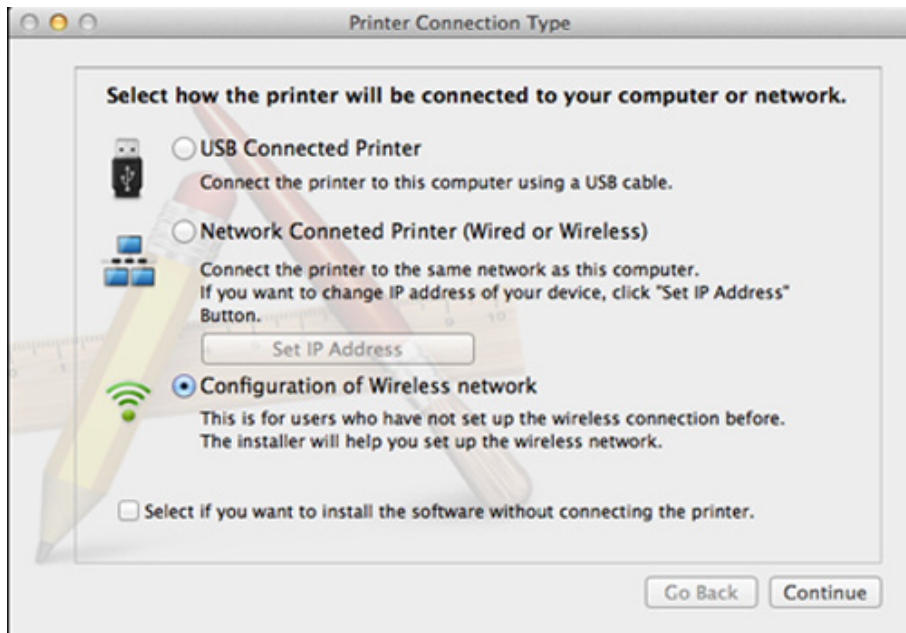 Printer Connection Type
Select how the printer will be connected to your computer or network.
USB Connected Printer
Connect the printer to this computer using a USB cable.
Network Conneted Printer (Wired or Wireless)
Connect the printer to the same network as this computer.
If you want to change IP address of your device, click "Set IP Address"
Button.
Set IP Address
Configuration of Wireless network
This is for users who have not set up the wireless connection before.
The installer will help you set up the wireless network.
Select if you want to install the software without connecting the printer.
Go Back Continue